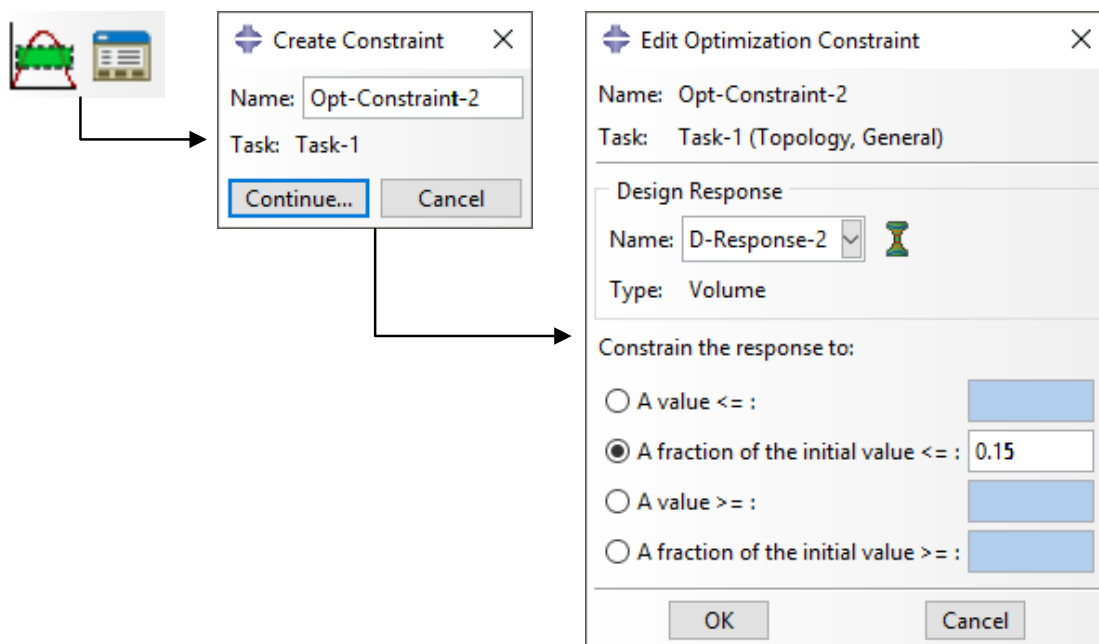 Create Constraint
Name: Opt-Constraint-2
Task: Task-1
Continue... Cancel
Edit Optimization Constraint
Name: Opt-Constraint-2
Task: Task-1 (Topology, General)
Design Response
Name: D-Response-2
Type: Volume
Constrain the response to:
A value <= :
A fraction of the initial value <= : 0.15
A value >= :
A fraction of the initial value >= :
OK Cancel